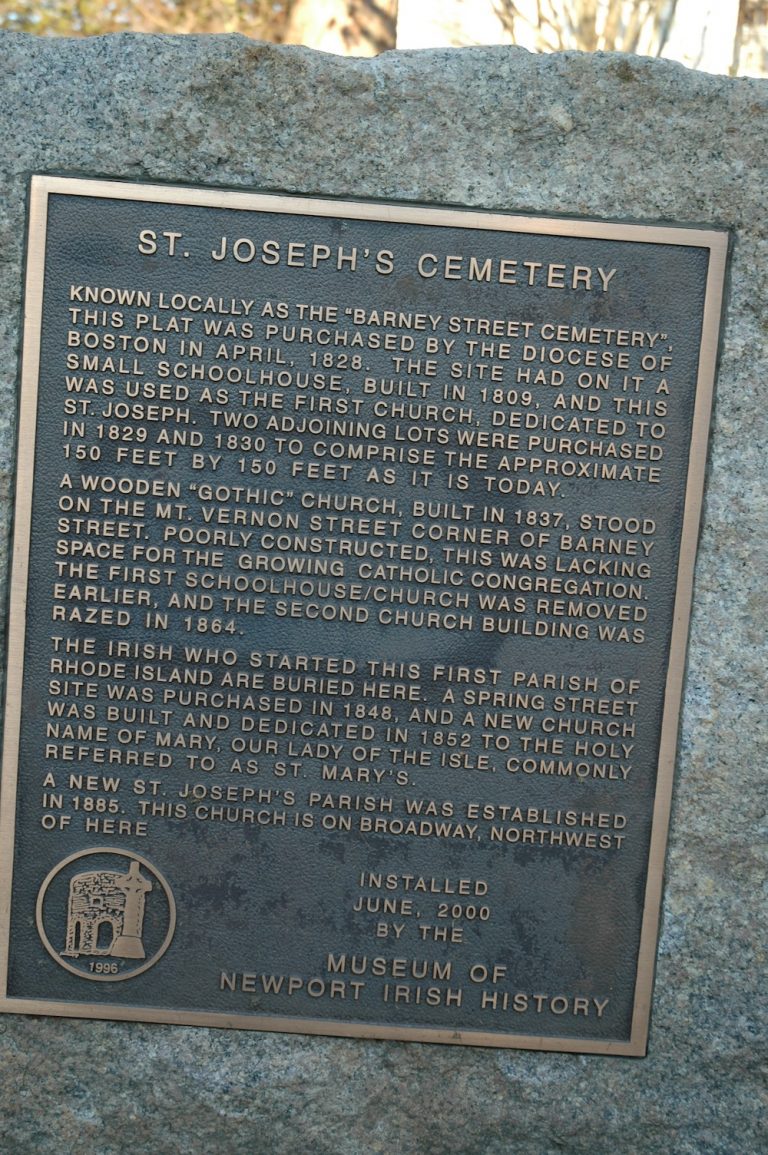 ST. JOSEPH'S CEMETERY
KNOWN LOCALLY AS THE "BARNEY STREET CEMETERY",
THIS PLAT WAS PURCHASED BY THE DIOCESE OF
BOSTON IN APRIL, 1828. THE SITE HAD ON IT A
SMALL SCHOOLHOUSE, BUILT IN 1809, AND THIS
WAS USED AS THE FIRST CHURCH, DEDICATED TO
ST. JOSEPH. TWO ADJOINING LOTS WERE PURCHASED
IN 1829 AND 1830 TO COMPRISE THE APPROXIMATE
150 FEET BY 150 FEET AS IT IS TODAY.
A WOODEN "GOTHIC" CHURCH, BUILT IN 1837, STOOD
ON THE MT. VERNON STREET CORNER OF BARNEY
STREET. POORLY CONSTRUCTED, THIS WAS LACKING
SPACE FOR THE GROWING CATHOLIC CONGREGATION.
THE FIRST SCHOOLHOUSE/CHURCH WAS REMOVED
EARLIER, AND THE SECOND CHURCH BUILDING WAS
RAZED IN 1864.
THE IRISH WHO STARTED THIS FIRST PARISH OF
RHODE ISLAND ARE BURIED HERE. A SPRING STREET
SITE WAS PURCHASED IN 1848, AND A NEW CHURCH
WAS BUILT AND DEDICATED IN 1852 TO THE HOLY
NAME OF MARY, OUR LADY OF THE ISLE, COMMONLY
REFERRED TO AS ST. MARY'S.
A NEW ST. JOSEPH'S PARISH WAS ESTABLISHED
IN 1885. THIS CHURCH IS ON BROADWAY, NORTHWEST
OF HERE
INSTALLED
JUNE, 2000
BY THE
MUSEUM OF
NEWPORT IRISH HISTORY
1996